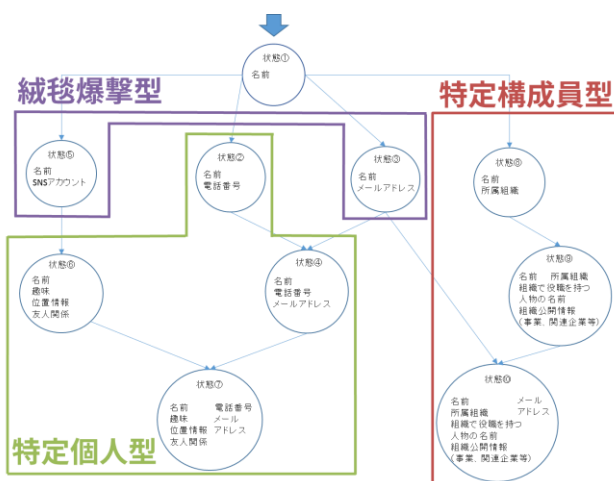 状態①
名前
絨毯爆撃型
特定構成員型
状態⑤
名前
SNSアカウント
状態②
名前
電話番号
状態③
名前
メールアドレス
状態⑧
名前
所属組織
状態⑥
名前
趣味
位置情報
友人関係
状態④
名前
電話番号
メールアドレス
状態⑨
名前 所属組織
組織で役職を持つ
人物の名前
組織公開情報
(事業、関連企業等)
状態⑦
名前 電話番号
趣味 メール
位置情報 アドレス
友人関係
状態⑩
名前 メール
所属組織 アドレス
組織で役職を持つ
人物の名前
組織公開情報
(事業、関連企業等)
特定個人型